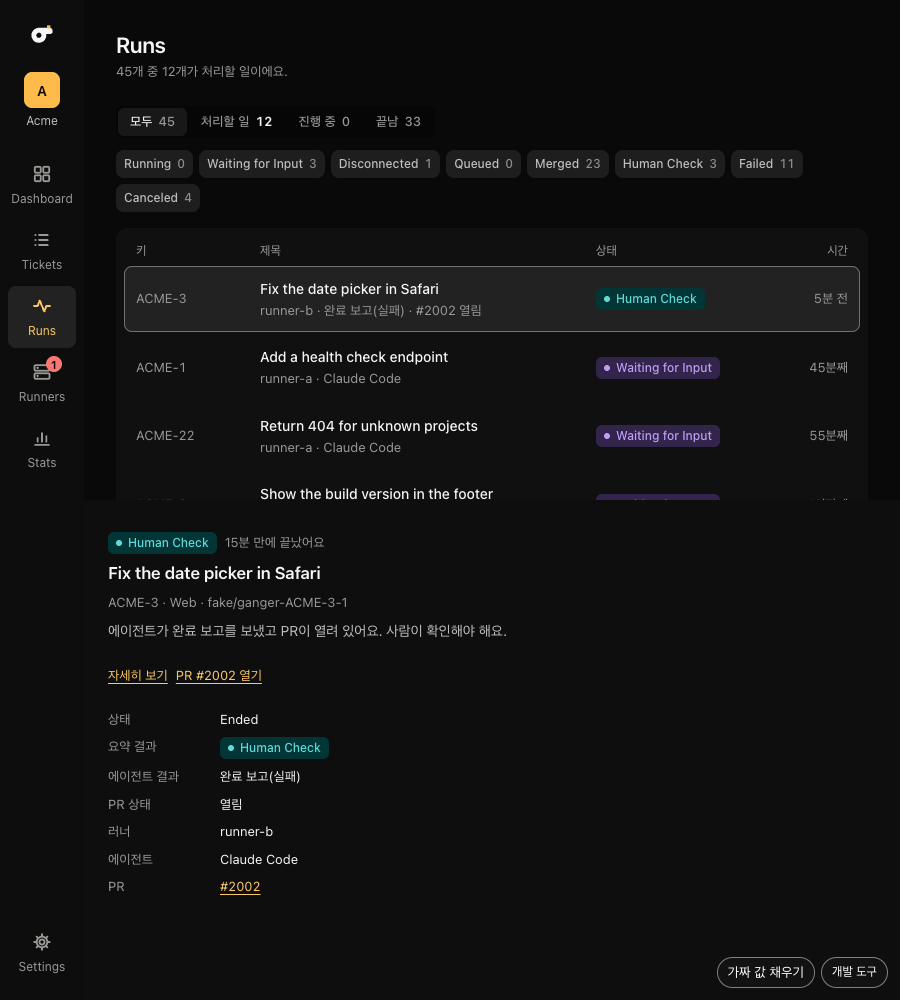 Runs
45개 중 12개가 처리할 일이에요.
A
Acme
Dashboard
Tickets
Runs
1
Runners
Stats
Settings
모두 45 처리할 일 12 진행 중 0 끝남 33
Running 0 Waiting for Input 3 Disconnected 1 Queued 0 Merged 23 Human Check 3 Failed 11
Canceled 4
키 제목 상태 시간
ACME-3 Fix the date picker in Safari Human Check 5분 전
runner-b · 완료 보고(실패) · #2002 열림
ACME-1 Add a health check endpoint Waiting for Input 45분째
runner-a · Claude Code
ACME-22 Return 404 for unknown projects Waiting for Input 55분째
runner-a · Claude Code
Show the build version in the footer
Human Check 15분 만에 끝났어요
Fix the date picker in Safari
ACME-3 · Web · fake/ganger-ACME-3-1
에이전트가 완료 보고를 보냈고 PR이 열려 있어요. 사람이 확인해야 해요.
자세히 보기 PR #2002 열기
상태 Ended
요약 결과 Human Check
에이전트 결과 완료 보고(실패)
PR 상태 열림
러너 runner-b
에이전트 Claude Code
PR #2002
가짜 값 채우기 개발 도구